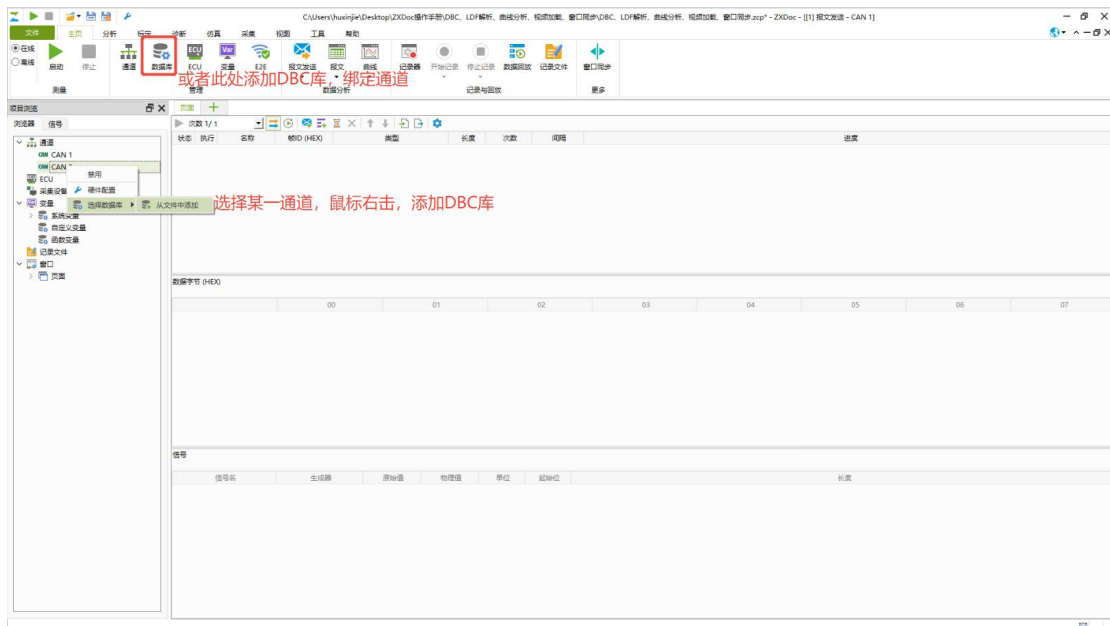 C:\Users\huxinjie\Desktop\ZXDoc操作手册\DBC、LDF解析、曲线分析、视频加载、窗口同步\DBC、LDF解析、曲线分析、视频加载、窗口同步.zcp* - ZXDoc - [[1] 报文发送 - CAN 1]
文件 主页 分析 标定 诊断 仿真 采集 视图 工具 帮助
在线
离线
启动 停止 通道 数据库 ECU 变量 E2E 报文发送 报文 曲线 记录器 开始记录 停止记录 数据回放 记录文件 窗口同步
或者此处添加DBC库，绑定通道
测量 管理 数据分析 记录与回放 更多
项目浏览 页面
浏览器 信号 次数 1/ 1
状态 执行 名称 帧ID (HEX) 类型 长度 次数 间隔 进度
通道
CAN 1
CAN
禁用
ECU
硬件配置
采集设备
变量
选择数据库 从文件中添加
选择某一通道，鼠标右击，添加DBC库
系统变量
自定义变量
函数变量
记录文件
窗口
页面
数据字节 (HEX)
00 01 02 03 04 05 06 07
信号
信号名 生成器 原始值 物理值 单位 起始位 长度